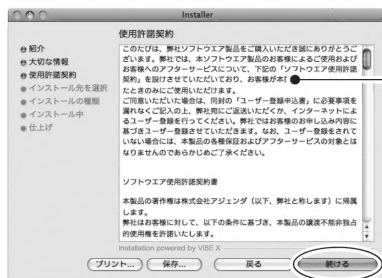 Installer
使用許諾契約
紹介
大切な情報
使用許諾契約
インストール先を選択
インストールの種類
インストール中
仕上げ
このたびは、弊社ソフトウエア製品をご購入いただき誠にありがとうご
ざいます。弊社では、本ソフトウエア製品のお客様によるご使用および
お客様へのアフターサービスについて、下記の「ソフトウエア使用許諾
契約」を設けさせていただいており、お客様が本
たときのみにご使用いただけます。
ご同意いただいた場合は、同封の「ユーザー登録申込書」に必要事項を
漏れなくご記入の上、弊社宛にご返送いただくか、インターネットによ
るユーザー登録を行ってください。弊社ではお客様のお申し込み内容に
基づきユーザー登録させていただきます。なお、ユーザー登録をされて
いない場合には、本製品の各種保証およびアフターサービスの対象とは
なりませんのであらかじめご了承ください。
ソフトウエア使用許諾契約書
本製品の著作権は株式会社アジェンダ（以下、弊社と称します）に帰属
します。
弊社はお客様に対して、以下の条件に基づき、本製品の譲渡不能非独占
的使用権を許諾いたします。
Installation powered by VISE X
プリント... 保存... 戻る 続ける